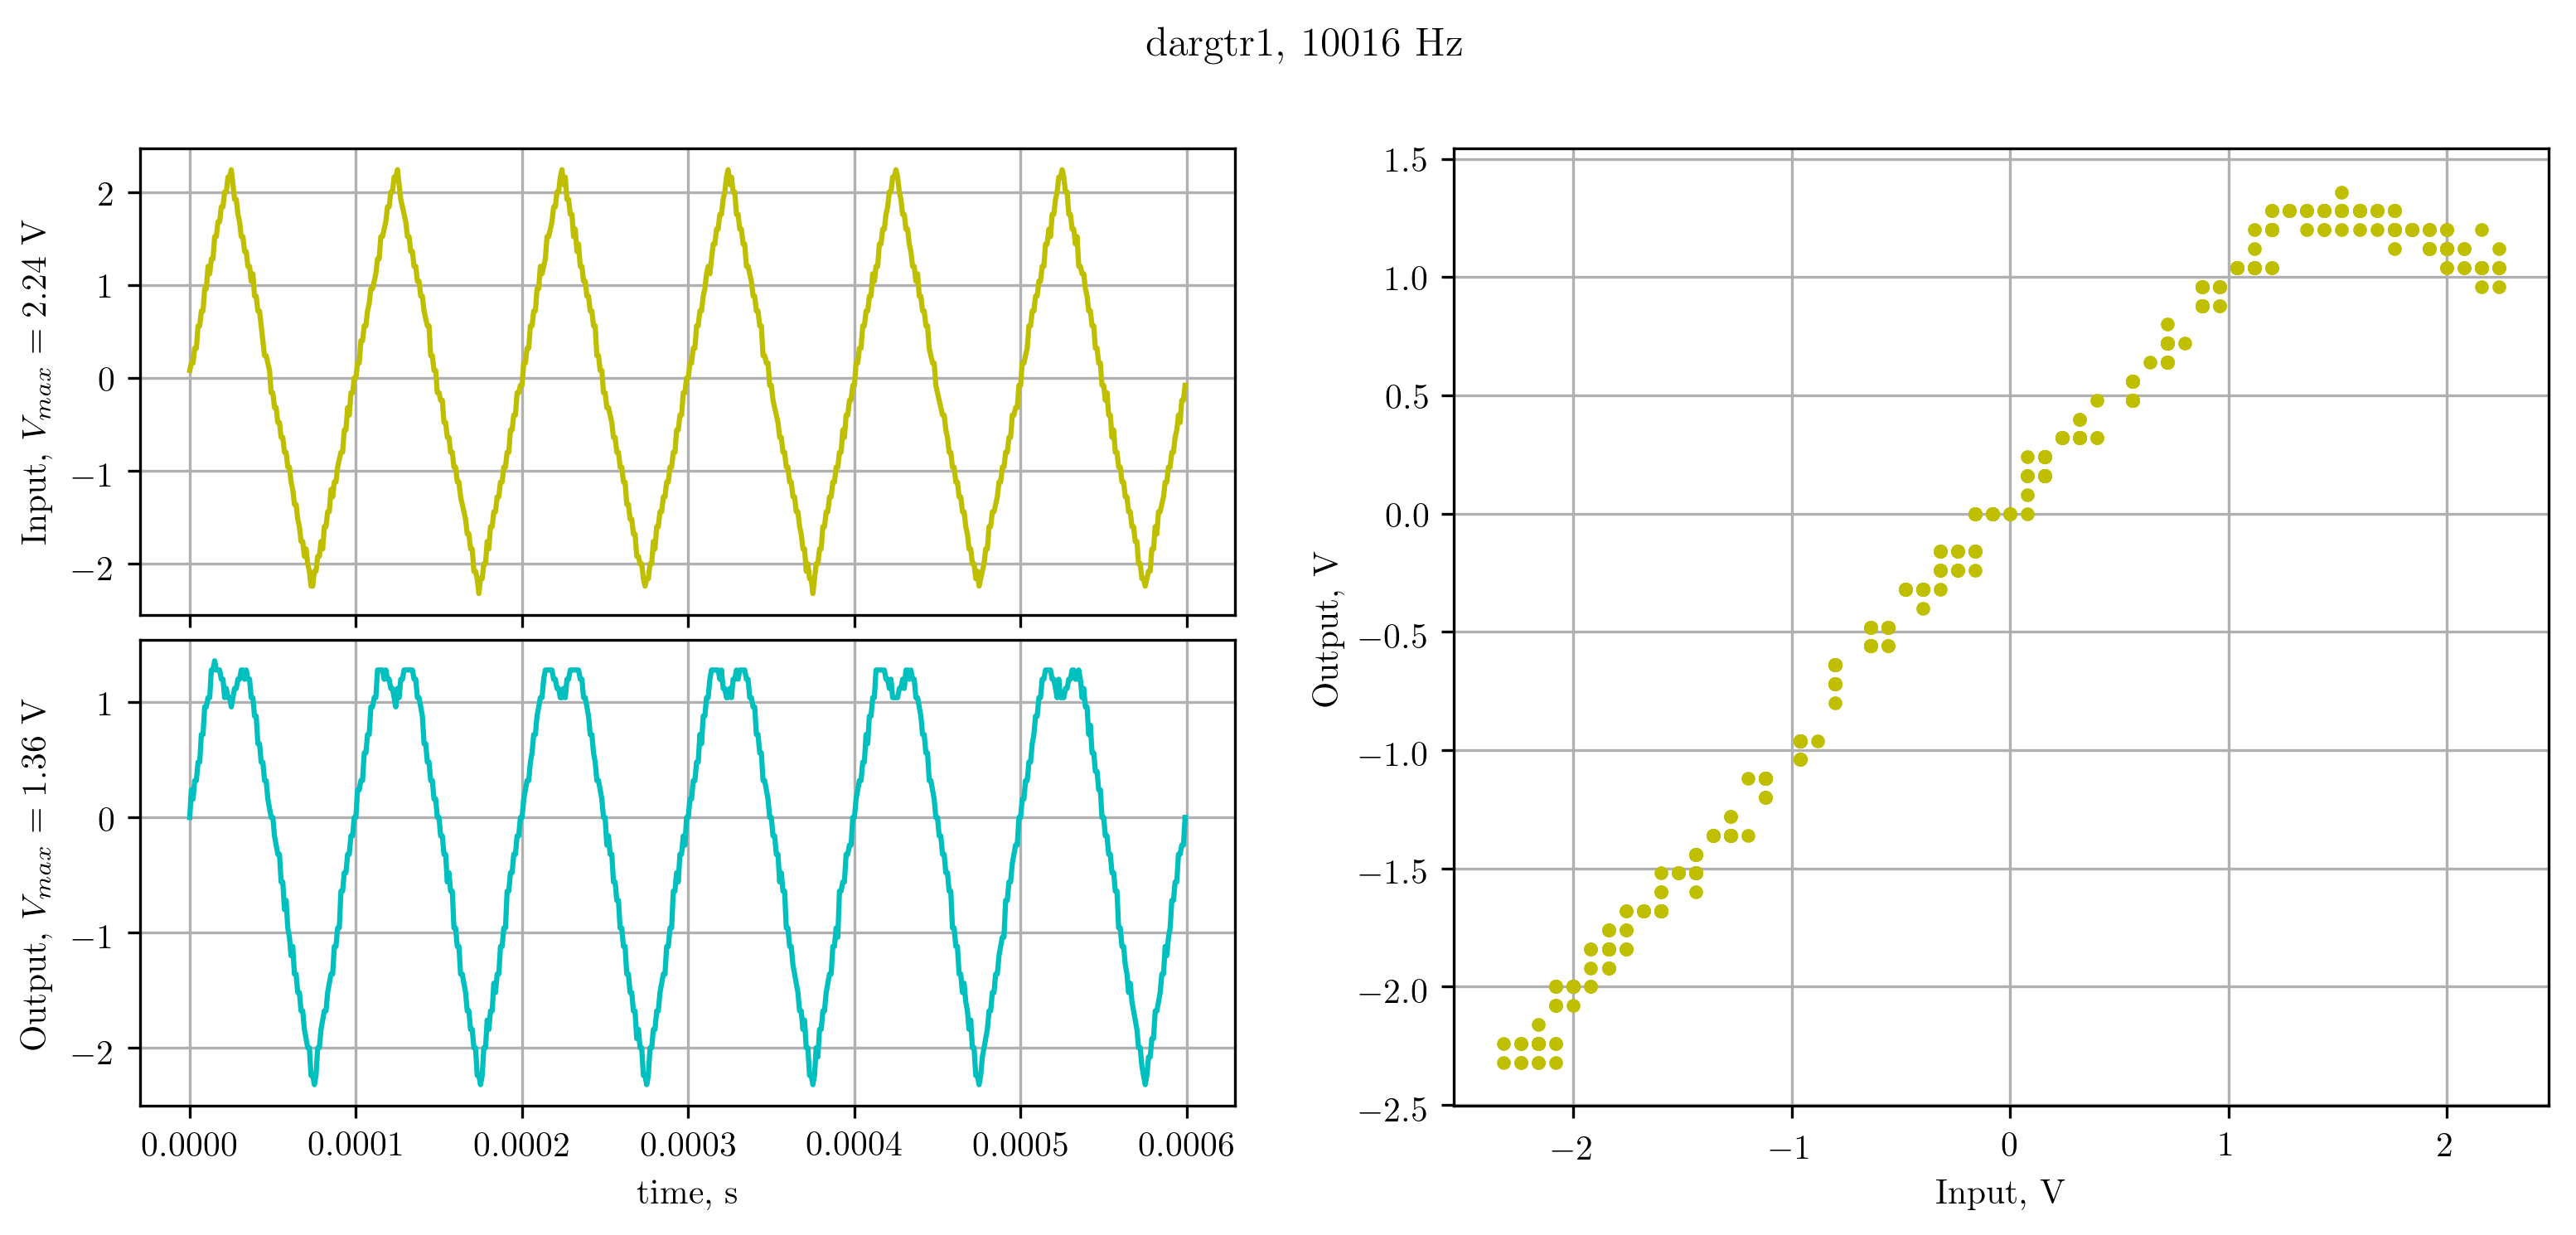 dargtr1, 10016 Hz
Input, V_max = 2.24 V
2
1
0
−1
−2
Output, V_max = 1.36 V
1
0
−1
−2
0.0000 0.0001 0.0002 0.0003 0.0004 0.0005 0.0006
time, s
Output, V
1.5
1.0
0.5
0.0
−0.5
−1.0
−1.5
−2.0
−2.5
−2 −1 0 1 2
Input, V